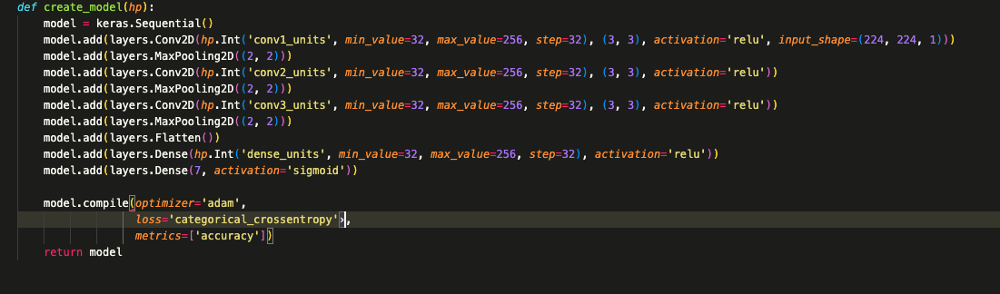 def create_model(hp):
    model = keras.Sequential()
    model.add(layers.Conv2D(hp.Int('conv1_units', min_value=32, max_value=256, step=32), (3, 3), activation='relu', input_shape=(224, 224, 1)))
    model.add(layers.MaxPooling2D((2, 2)))
    model.add(layers.Conv2D(hp.Int('conv2_units', min_value=32, max_value=256, step=32), (3, 3), activation='relu'))
    model.add(layers.MaxPooling2D((2, 2)))
    model.add(layers.Conv2D(hp.Int('conv3_units', min_value=32, max_value=256, step=32), (3, 3), activation='relu'))
    model.add(layers.MaxPooling2D((2, 2)))
    model.add(layers.Flatten())
    model.add(layers.Dense(hp.Int('dense_units', min_value=32, max_value=256, step=32), activation='relu'))
    model.add(layers.Dense(7, activation='sigmoid'))
    model.compile(optimizer='adam',
                  loss='categorical_crossentropy',
                  metrics=['accuracy'])
    return model